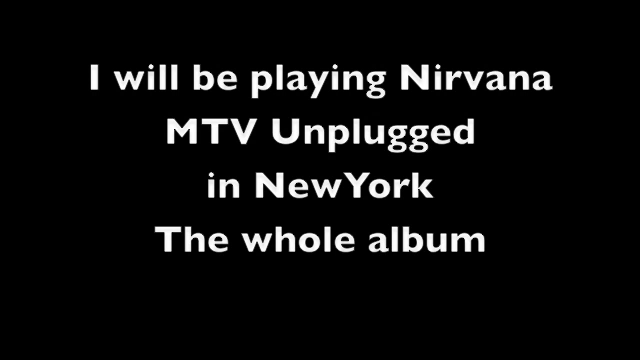 I will be playing Nirvana
MTV Unplugged
in NewYork
The whole album